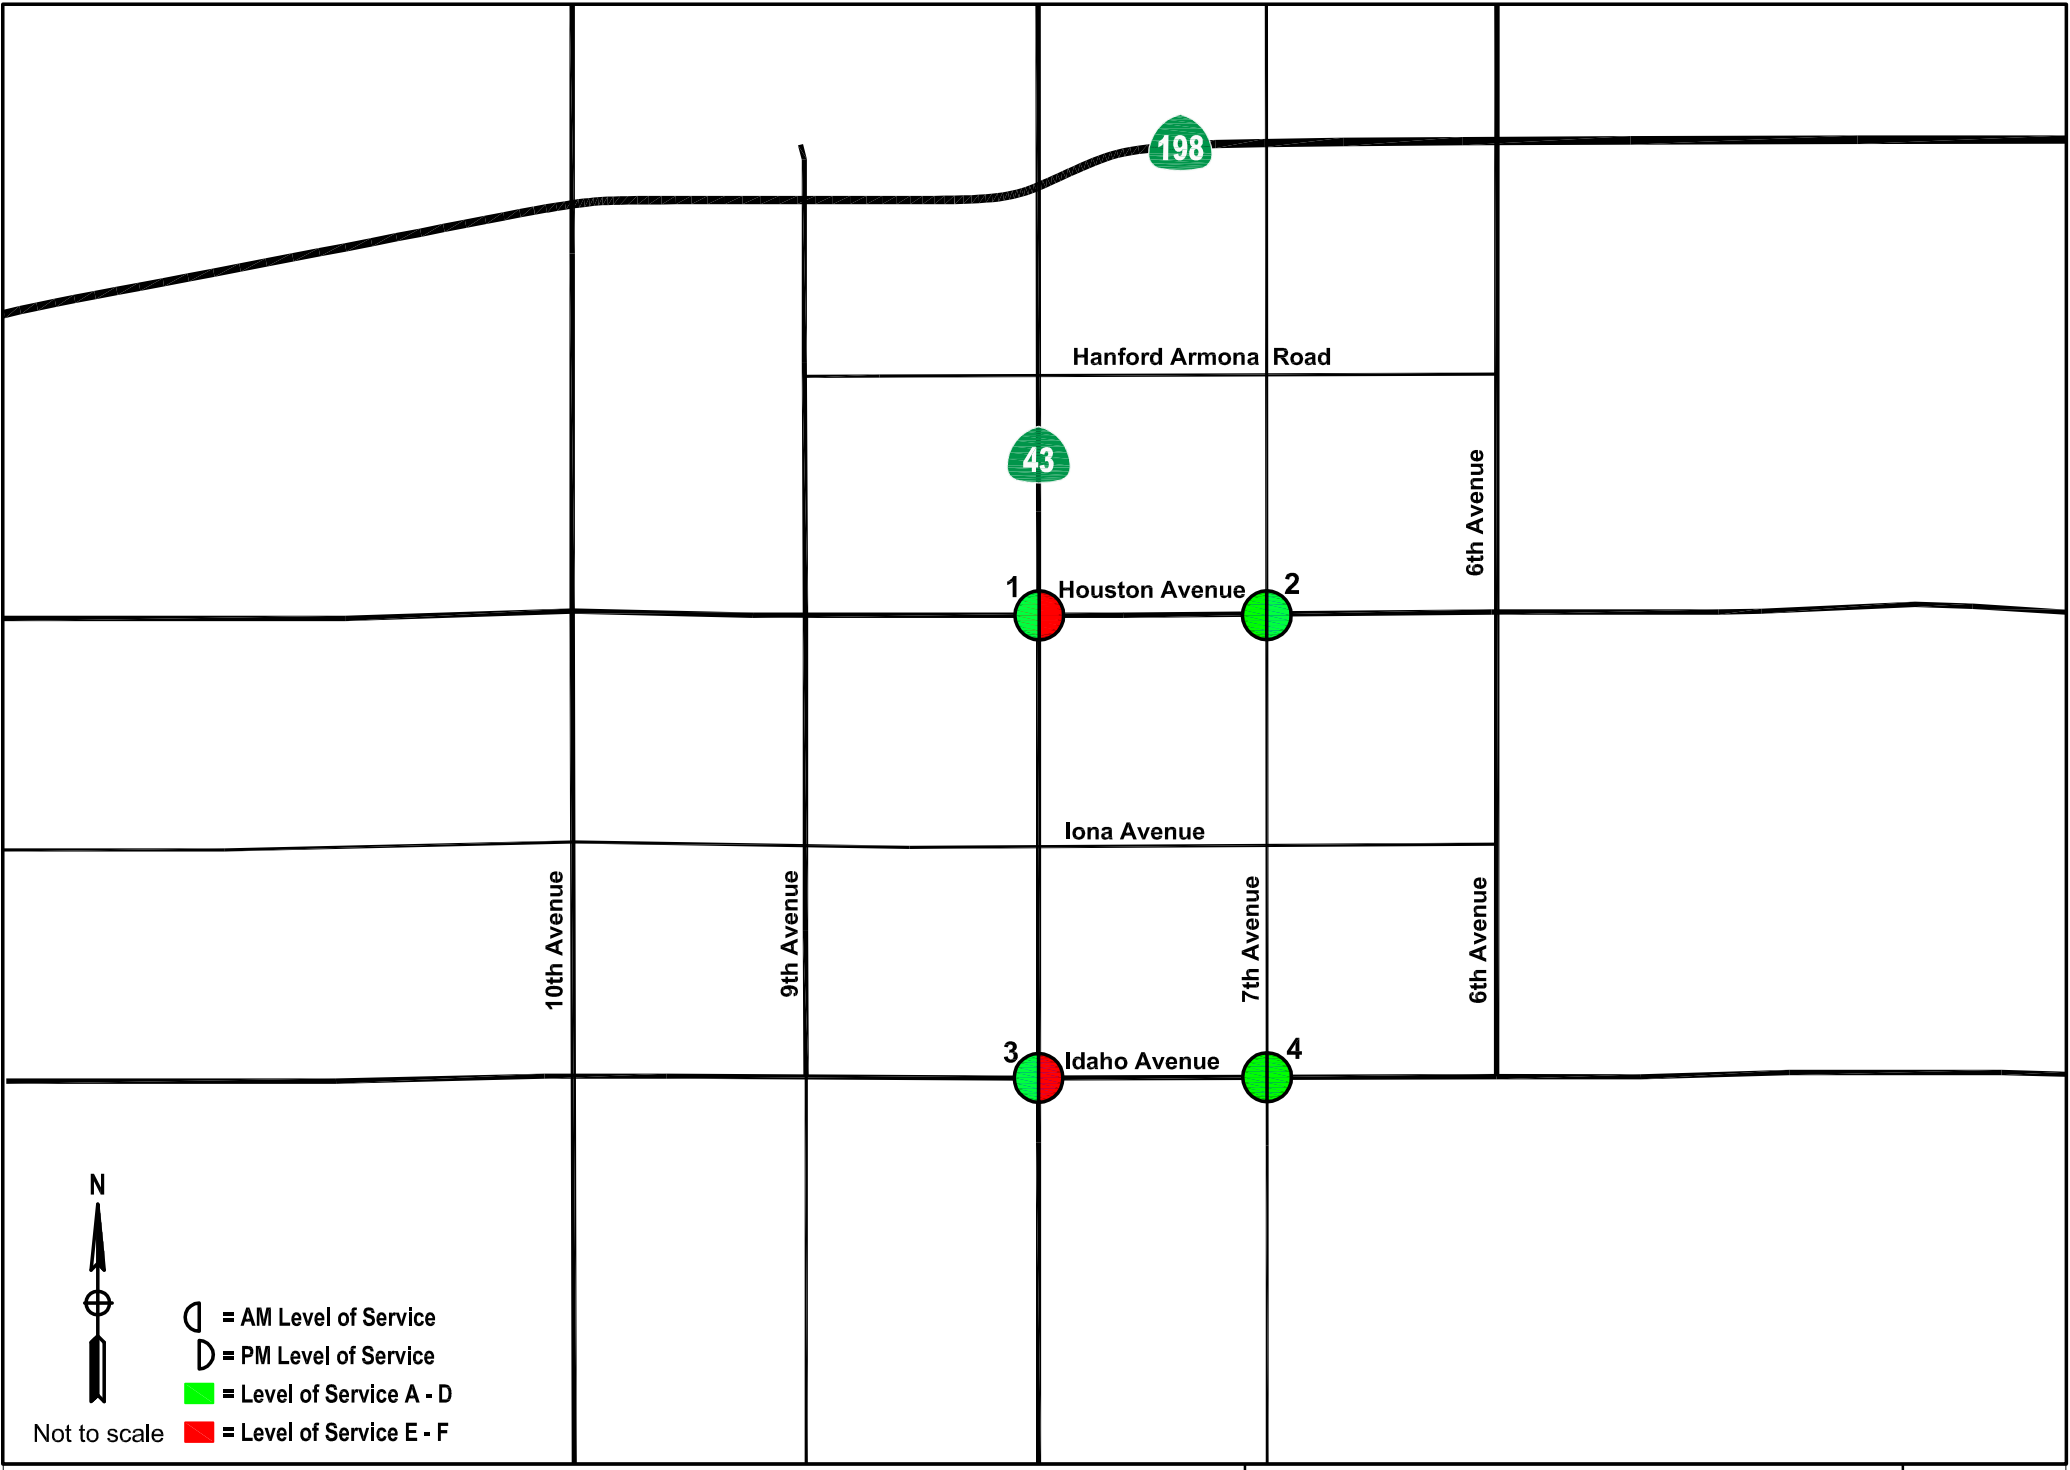 198
Hanford Armona Road
43
6th Avenue
1
Houston Avenue
2
Iona Avenue
10th Avenue
9th Avenue
7th Avenue
6th Avenue
3
Idaho Avenue
4
N
= AM Level of Service
= PM Level of Service
= Level of Service A - D
Not to scale
= Level of Service E - F